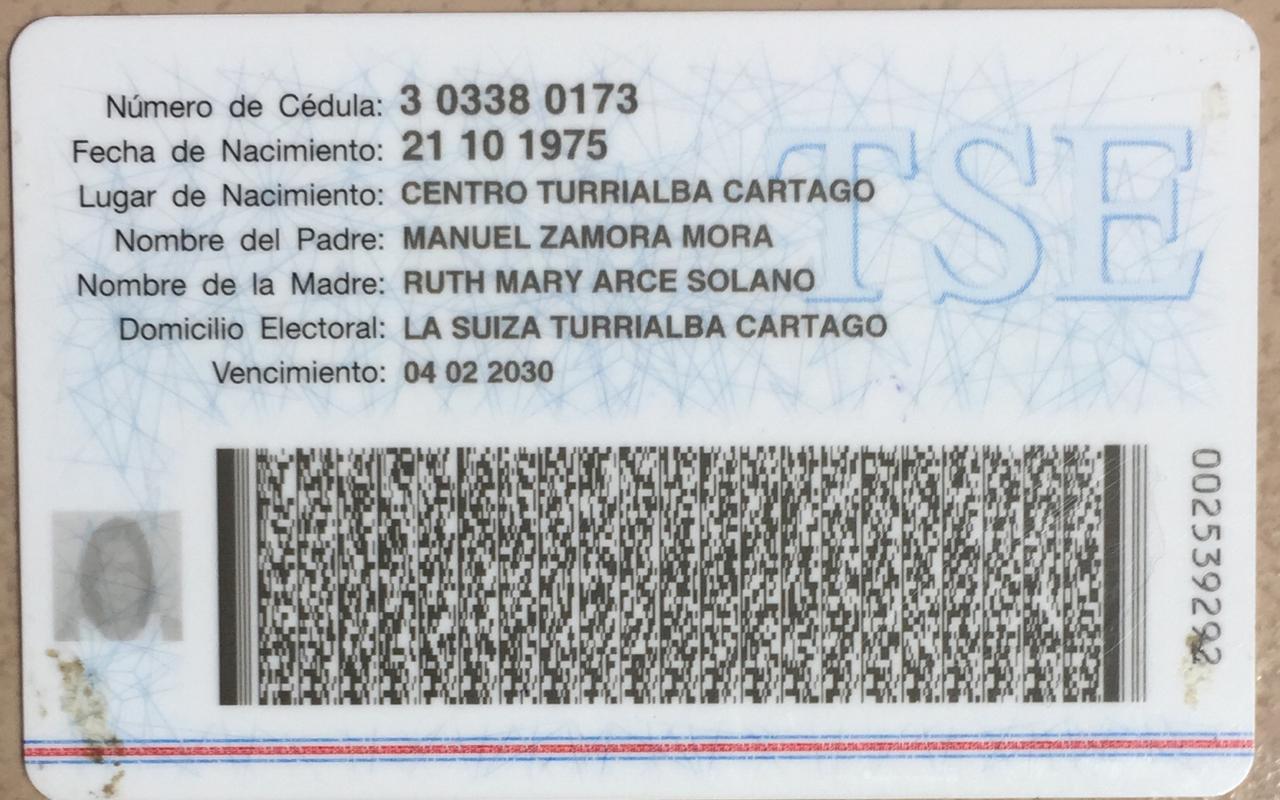 Número de Cédula: 3 0338 0173
Fecha de Nacimiento: 21 10 1975
Lugar de Nacimiento: CENTRO TURRIALBA CARTAGO
Nombre del Padre: MANUEL ZAMORA MORA
Nombre de la Madre: RUTH MARY ARCE SOLANO
Domicilio Electoral: LA SUIZA TURRIALBA CARTAGO
Vencimiento: 04 02 2030
TSE
002539292